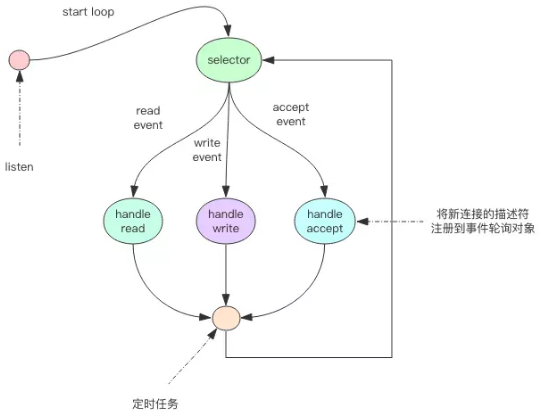 start loop
selector
read
event
write
event
accept
event
listen
handle
read
handle
write
handle
accept
将新连接的描述符
注册到事件轮询对象
定时任务